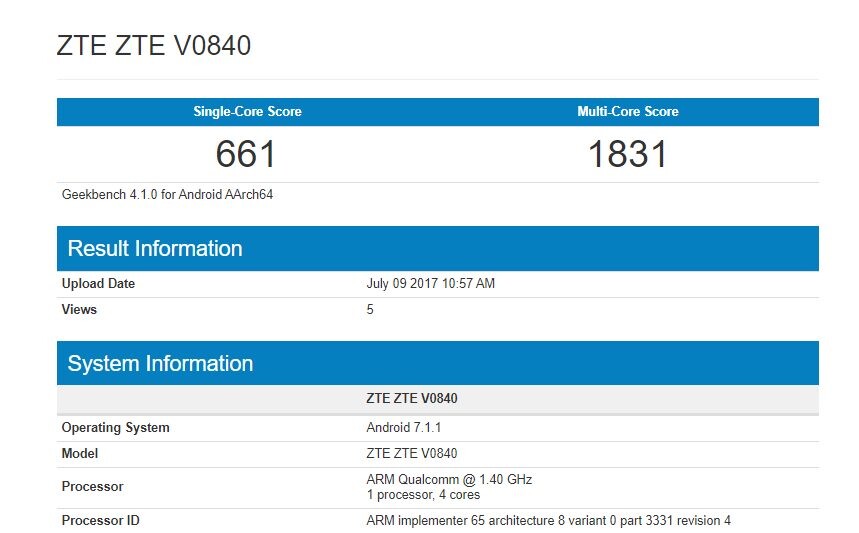 ZTE ZTE V0840
Single-Core Score Multi-Core Score
661 1831
Geekbench 4.1.0 for Android AArch64
Result Information
Upload Date July 09 2017 10:57 AM
Views 5
System Information
ZTE ZTE V0840
Operating System Android 7.1.1
Model ZTE ZTE V0840
Processor ARM Qualcomm @ 1.40 GHz
1 processor, 4 cores
Processor ID ARM implementer 65 architecture 8 variant 0 part 3331 revision 4